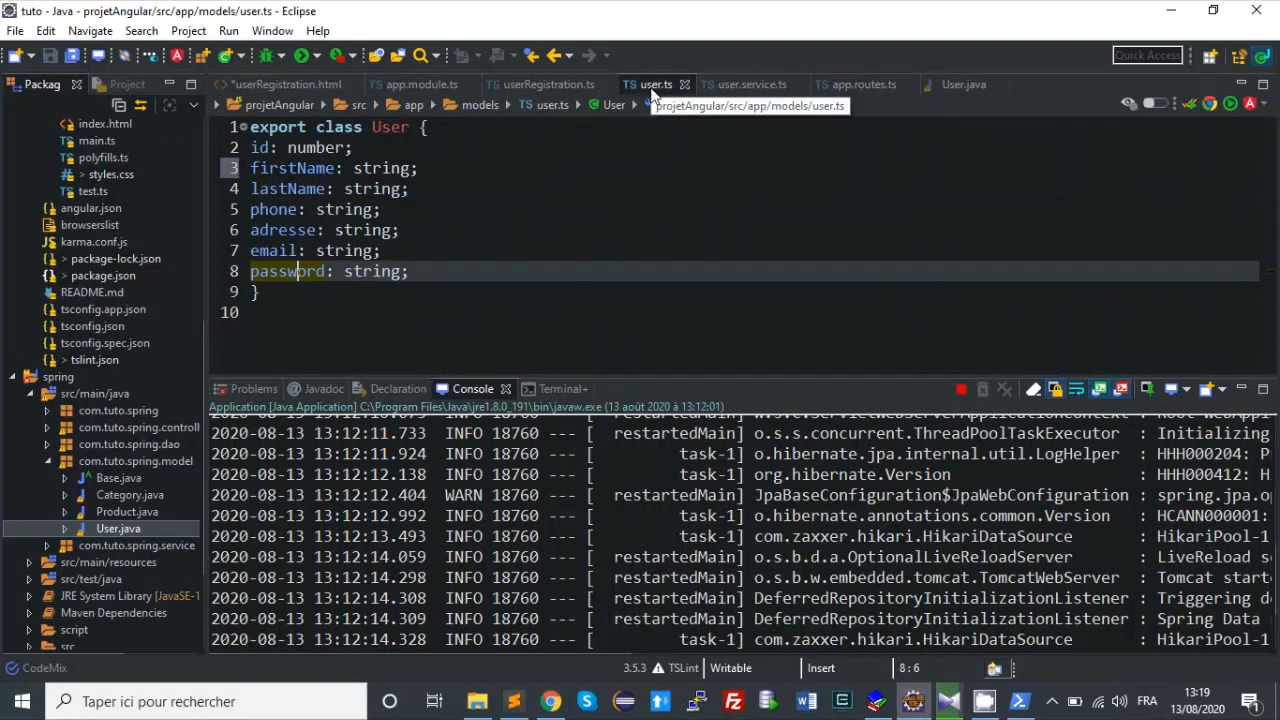 tuto - Java - projetAngular/src/app/models/user.ts - Eclipse
File Edit Navigate Search Project Run Window Help
Quick Access
Packag Project
*userRegistration.html app.module.ts userRegistration.ts user.ts user.service.ts app.routes.ts User.java
projetAngular src app models user.ts User
projetAngular/src/app/models/user.ts
index.html
main.ts
polyfills.ts
> styles.css
test.ts
angular.json
browserslist
karma.conf.js
> package-lock.json
> package.json
README.md
tsconfig.app.json
tsconfig.json
tsconfig.spec.json
> tslint.json
spring
src/main/java
com.tuto.spring
com.tuto.spring.controll
com.tuto.spring.dao
com.tuto.spring.model
Base.java
Category.java
Product.java
User.java
com.tuto.spring.service
src/main/resources
src/test/java
JRE System Library [JavaSE-1
Maven Dependencies
script
src
1 export class User {
2 id: number;
3 firstName: string;
4 lastName: string;
5 phone: string;
6 adresse: string;
7 email: string;
8 password: string;
9 }
10
Problems Javadoc Declaration Console Terminal+
Application [Java Application] C:\Program Files\Java\jre1.8.0_191\bin\javaw.exe (13 août 2020 à 13:12:01)
2020-08-13 13:12:11.733 INFO 18760 --- [ restartedMain] o.s.s.concurrent.ThreadPoolTaskExecutor : Initializing
2020-08-13 13:12:11.924 INFO 18760 --- [ task-1] o.hibernate.jpa.internal.util.LogHelper : HHH000204: P
2020-08-13 13:12:12.138 INFO 18760 --- [ task-1] org.hibernate.Version : HHH000412: H
2020-08-13 13:12:12.404 WARN 18760 --- [ restartedMain] JpaBaseConfiguration$JpaWebConfiguration : spring.jpa.o
2020-08-13 13:12:12.992 INFO 18760 --- [ task-1] o.hibernate.annotations.common.Version : HCANN000001:
2020-08-13 13:12:13.493 INFO 18760 --- [ task-1] com.zaxxer.hikari.HikariDataSource : HikariPool-1
2020-08-13 13:12:14.059 INFO 18760 --- [ restartedMain] o.s.b.d.a.OptionalLiveReloadServer : LiveReload s
2020-08-13 13:12:14.298 INFO 18760 --- [ restartedMain] o.s.b.w.embedded.tomcat.TomcatWebServer : Tomcat start
2020-08-13 13:12:14.308 INFO 18760 --- [ restartedMain] DeferredRepositoryInitializationListener : Triggering de
2020-08-13 13:12:14.309 INFO 18760 --- [ restartedMain] DeferredRepositoryInitializationListener : Spring Data
2020-08-13 13:12:14.328 INFO 18760 --- [ task-1] com.zaxxer.hikari.HikariDataSource : HikariPool-1
CodeMix 3.5.3 TSLint Writable Insert 8 : 6
Taper ici pour rechercher
FRA
13:19
13/08/2020
1